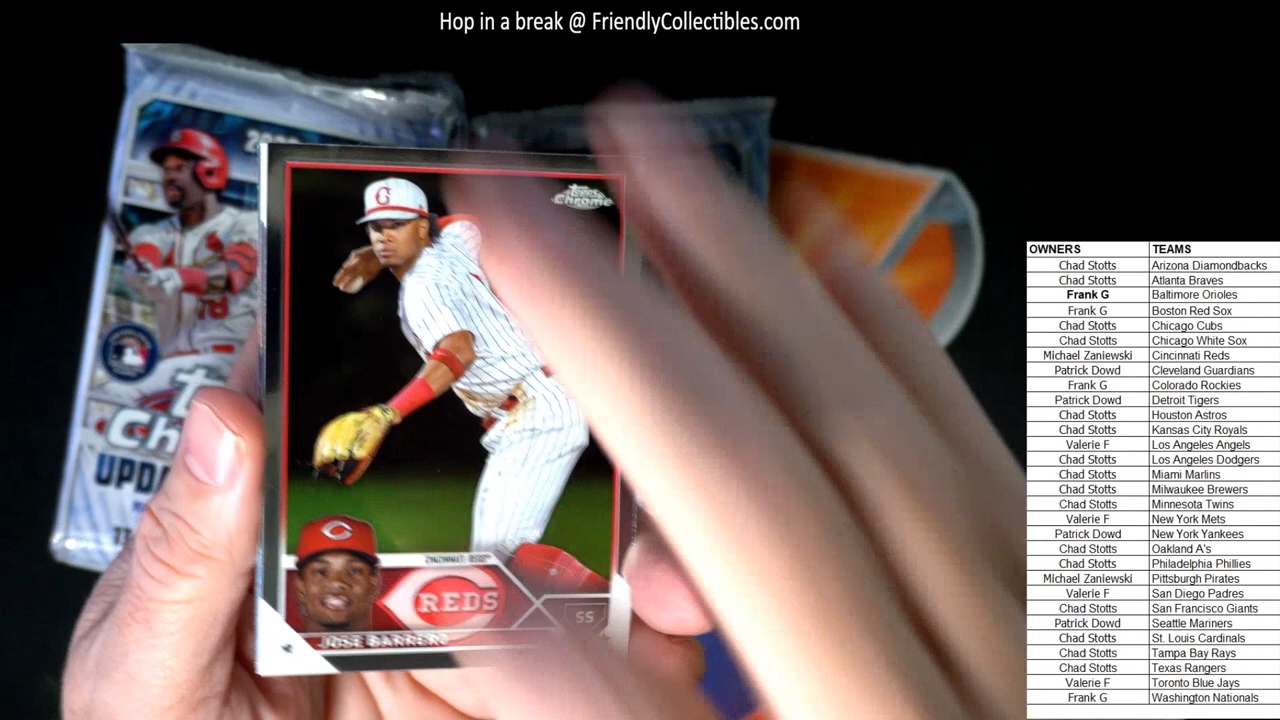 Hop in a break @ FriendlyCollectibles.com
Topps
Chrome
C
CINCINNATI REDS
REDS
SS
JOSE BARRERO
UPD
OWNERS TEAMS
Chad Stotts Arizona Diamondbacks
Chad Stotts Atlanta Braves
Frank G Baltimore Orioles
Frank G Boston Red Sox
Chad Stotts Chicago Cubs
Chad Stotts Chicago White Sox
Michael Zaniewski Cincinnati Reds
Patrick Dowd Cleveland Guardians
Frank G Colorado Rockies
Patrick Dowd Detroit Tigers
Chad Stotts Houston Astros
Chad Stotts Kansas City Royals
Valerie F Los Angeles Angels
Chad Stotts Los Angeles Dodgers
Chad Stotts Miami Marlins
Chad Stotts Milwaukee Brewers
Chad Stotts Minnesota Twins
Valerie F New York Mets
Patrick Dowd New York Yankees
Chad Stotts Oakland A's
Chad Stotts Philadelphia Phillies
Michael Zaniewski Pittsburgh Pirates
Valerie F San Diego Padres
Chad Stotts San Francisco Giants
Patrick Dowd Seattle Mariners
Chad Stotts St. Louis Cardinals
Chad Stotts Tampa Bay Rays
Chad Stotts Texas Rangers
Valerie F Toronto Blue Jays
Frank G Washington Nationals